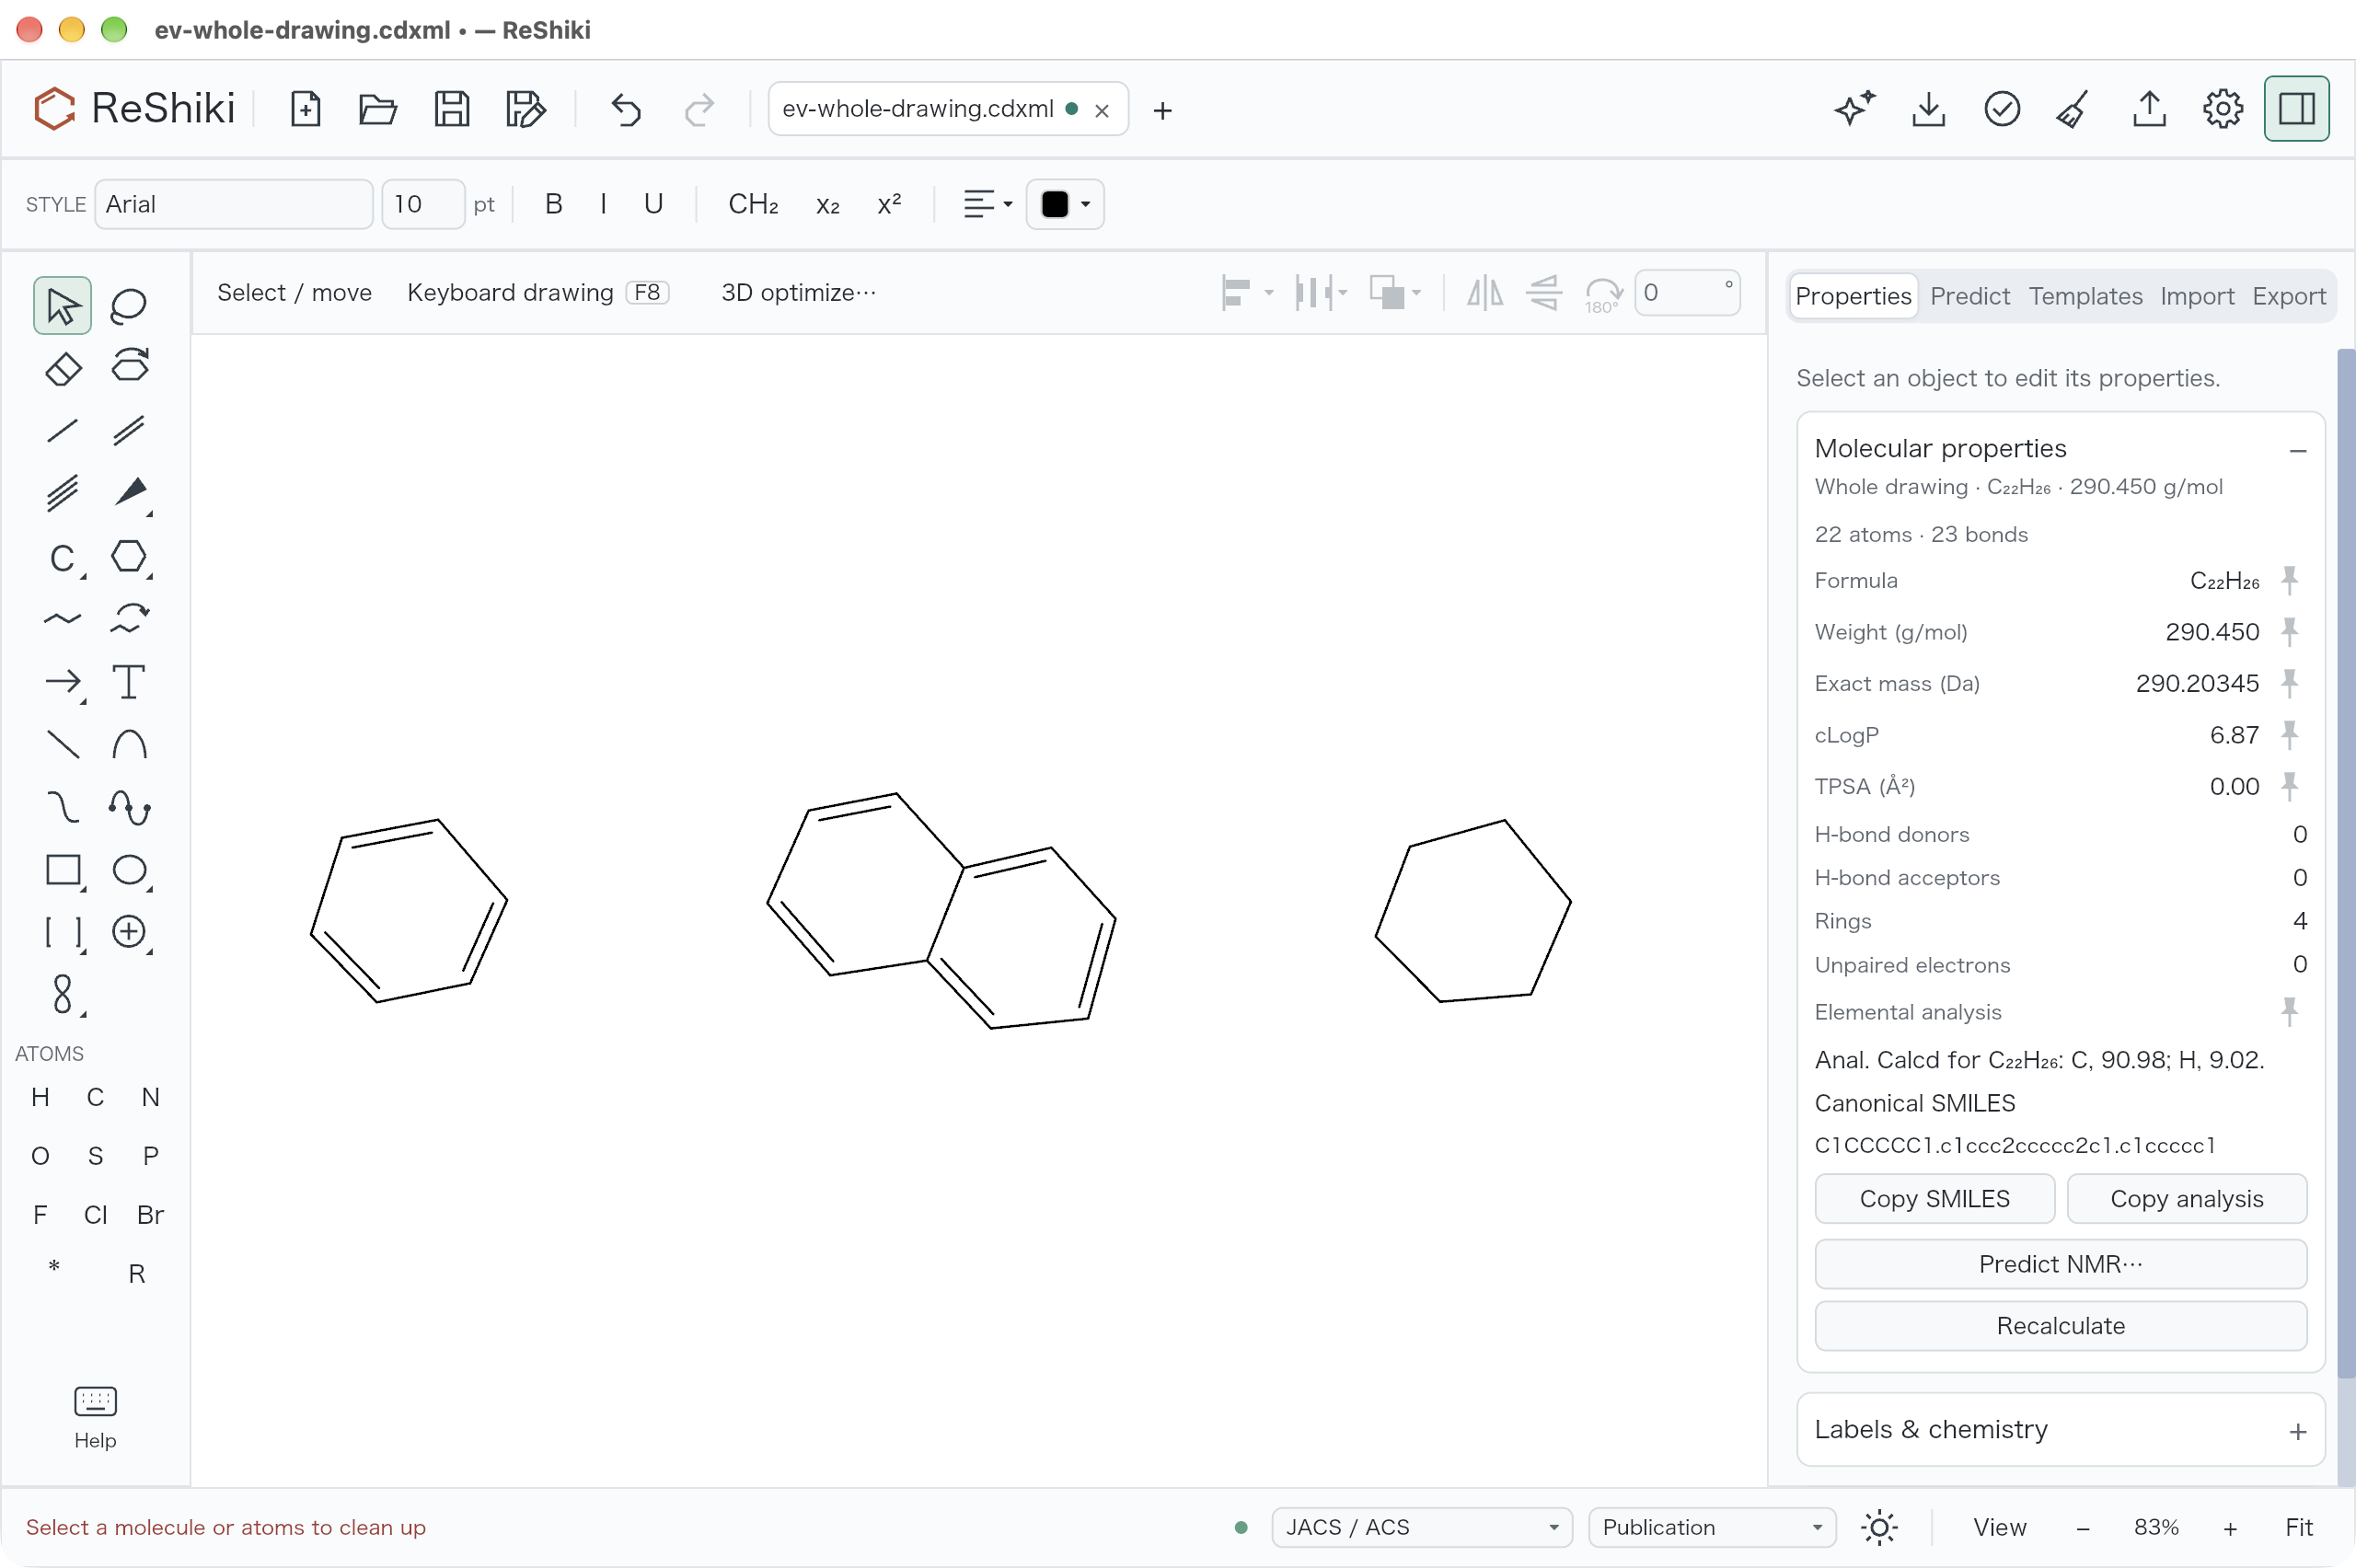 ev-whole-drawing.cdxml • — ReShiki
ReShiki
ev-whole-drawing.cdxml
STYLE Arial 10 pt B I U CH₂ x₂ x²
Select / move Keyboard drawing F8 3D optimize···
180° 0 °
Properties Predict Templates Import Export
Select an object to edit its properties.
Molecular properties
Whole drawing · C₂₂H₂₆ · 290.450 g/mol
22 atoms · 23 bonds
Formula C₂₂H₂₆
Weight (g/mol) 290.450
Exact mass (Da) 290.20345
cLogP 6.87
TPSA (Å²) 0.00
H-bond donors 0
H-bond acceptors 0
Rings 4
Unpaired electrons 0
Elemental analysis
Anal. Calcd for C₂₂H₂₆: C, 90.98; H, 9.02.
Canonical SMILES
C1CCCCC1.c1ccc2ccccc2c1.c1ccccc1
Copy SMILES Copy analysis
Predict NMR···
Recalculate
Labels & chemistry
C
T
ATOMS
H C N
O S P
F Cl Br
* R
Help
Select a molecule or atoms to clean up
JACS / ACS Publication View − 83% + Fit